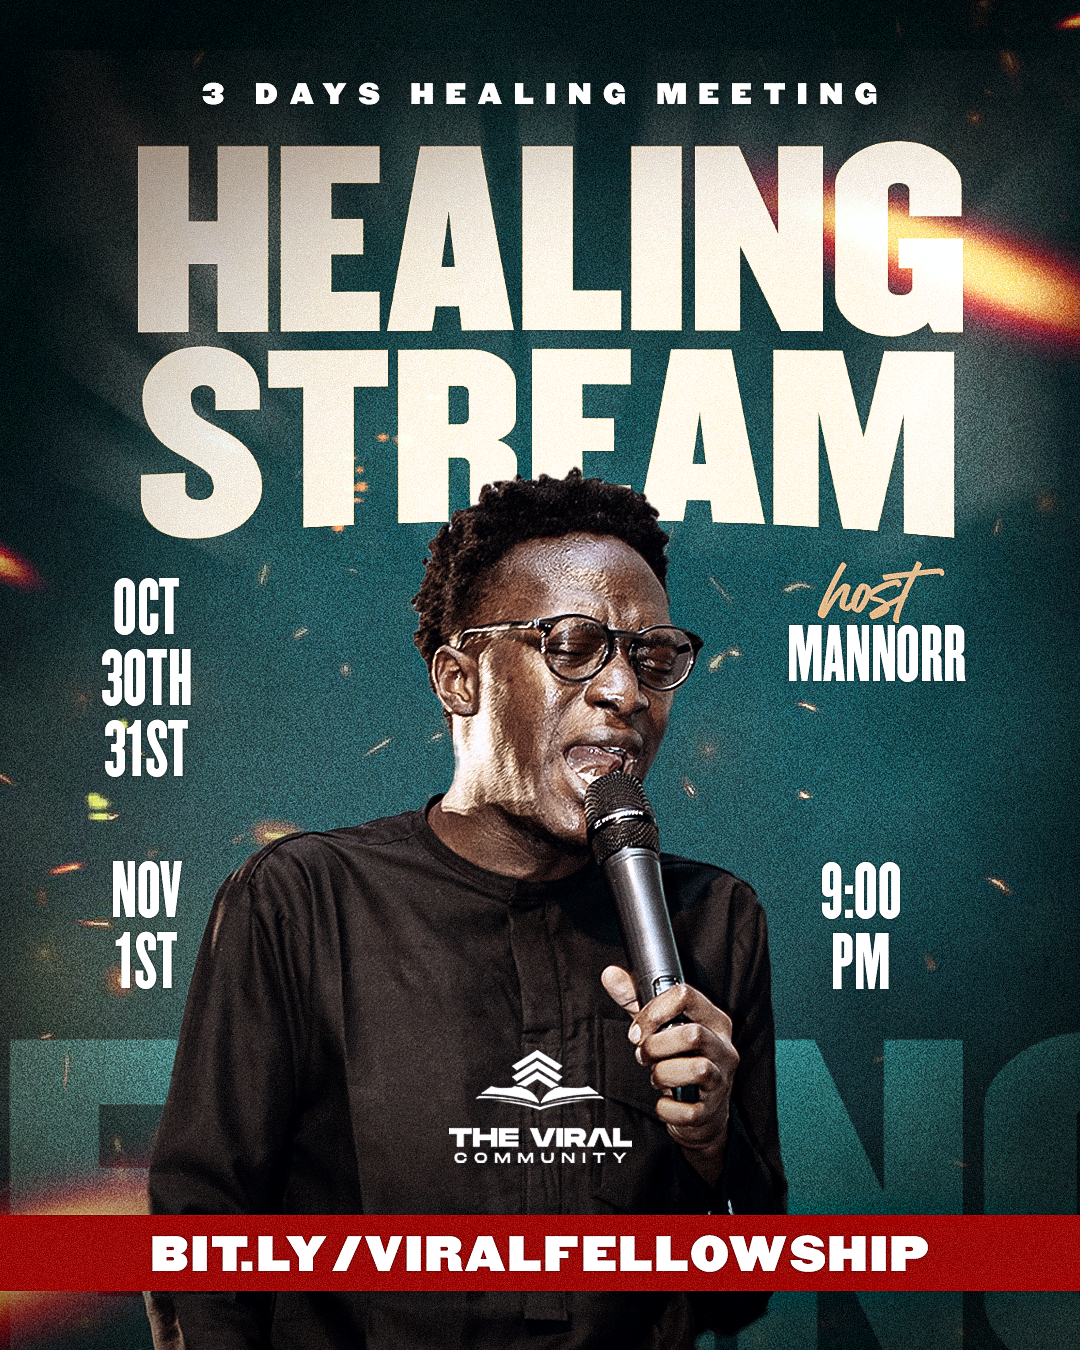 3 DAYS HEALING MEETING
HEALING
STREAM
OCT
30TH
31ST
host
MANNORR
NOV
1ST
9:00
PM
THE VIRAL
COMMUNITY
BIT.LY/VIRALFELLOWSHIP